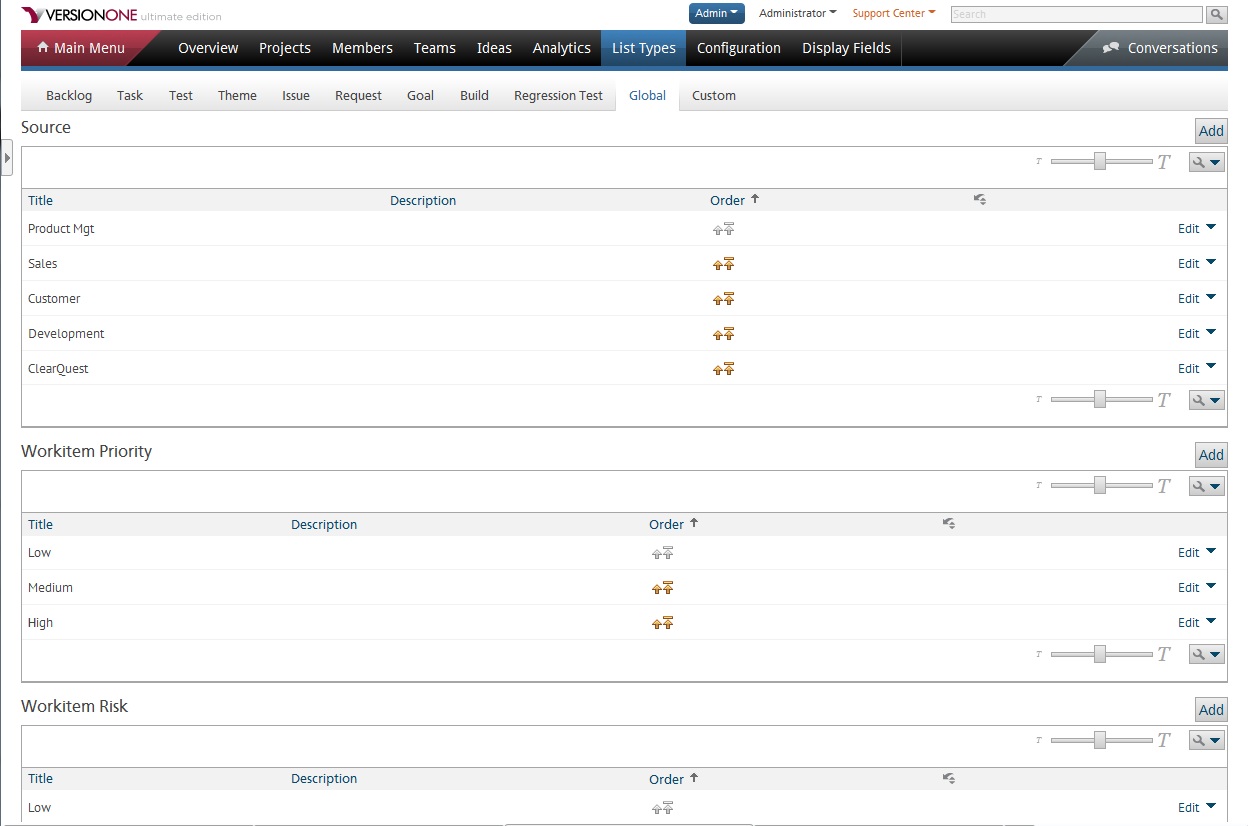 VERSIONONE ultimate edition Admin Administrator Support Center Search
Main Menu Overview Projects Members Teams Ideas Analytics List Types Configuration Display Fields Conversations
Backlog Task Test Theme Issue Request Goal Build Regression Test Global Custom
Source Add
T T
Title Description Order
Product Mgt Edit
Sales Edit
Customer Edit
Development Edit
ClearQuest Edit
T T
Workitem Priority Add
T T
Title Description Order
Low Edit
Medium Edit
High Edit
T T
Workitem Risk Add
T T
Title Description Order
Low Edit